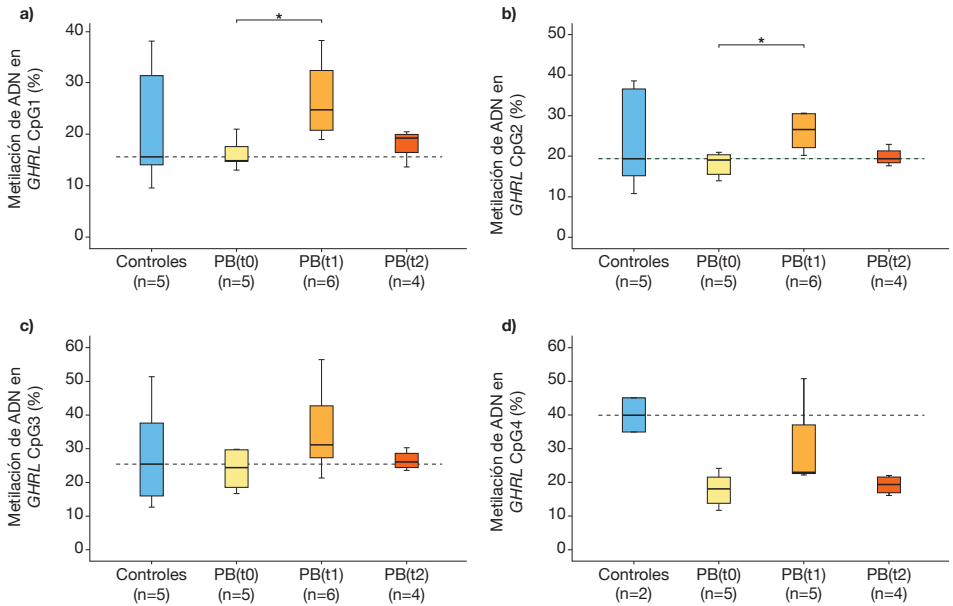 a)
*
Metilación de ADN en
GHRL CpG1 (%)
40
30
20
10
0
Controles PB(t0) PB(t1) PB(t2)
(n=5) (n=5) (n=6) (n=4)
b)
*
Metilación de ADN en
GHRL CpG2 (%)
50
40
30
20
10
0
Controles PB(t0) PB(t1) PB(t2)
(n=5) (n=5) (n=6) (n=4)
c)
Metilación de ADN en
GHRL CpG3 (%)
60
50
40
30
20
10
0
Controles PB(t0) PB(t1) PB(t2)
(n=5) (n=5) (n=6) (n=4)
d)
Metilación de ADN en
GHRL CpG4 (%)
60
50
40
30
20
10
0
Controles PB(t0) PB(t1) PB(t2)
(n=2) (n=5) (n=5) (n=4)